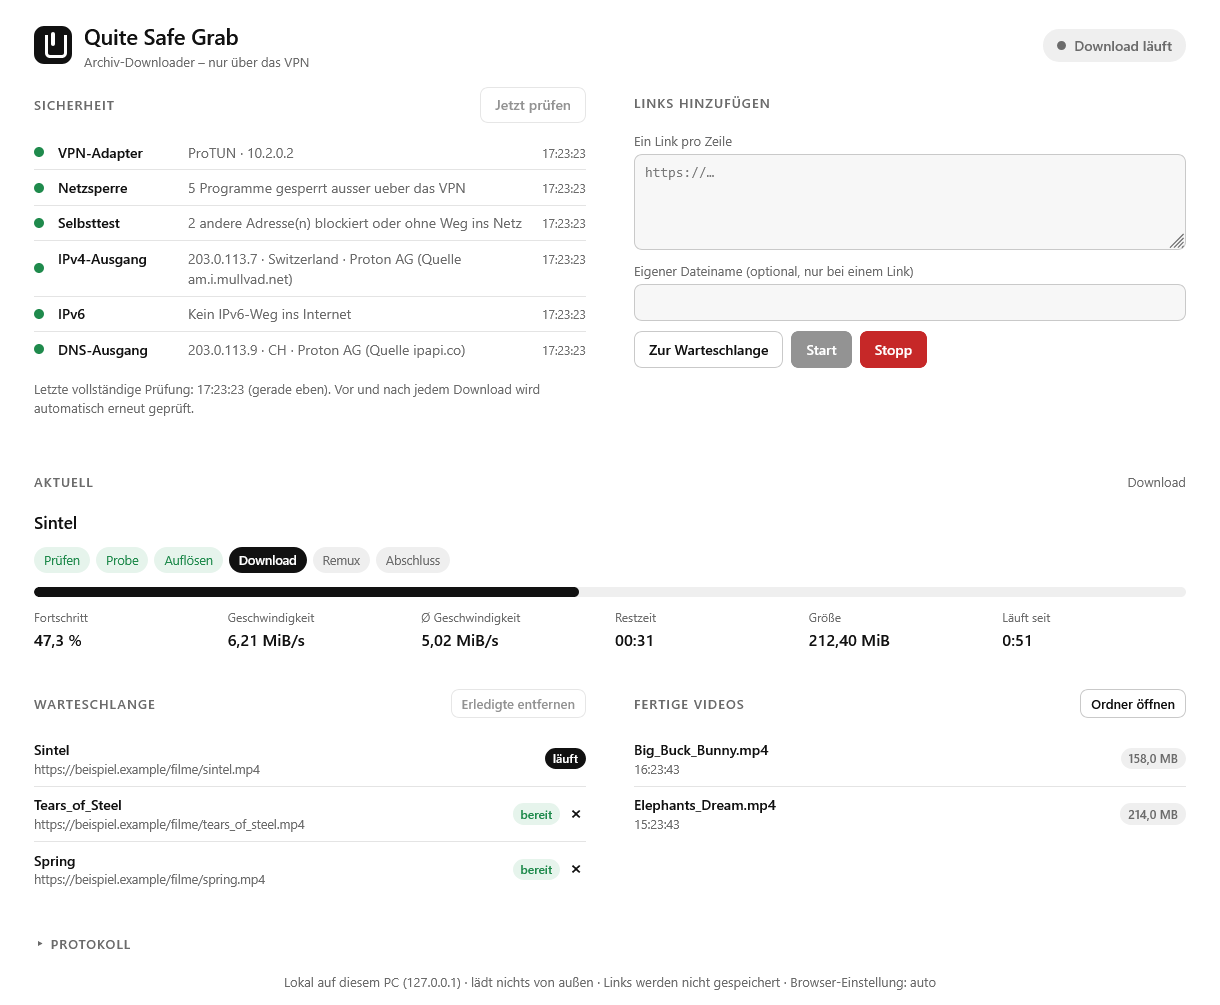 Quite Safe Grab
Archiv-Downloader – nur über das VPN
Download läuft
SICHERHEIT
Jetzt prüfen
VPN-Adapter ProTUN · 10.2.0.2 17:23:23
Netzsperre 5 Programme gesperrt ausser ueber das VPN 17:23:23
Selbsttest 2 andere Adresse(n) blockiert oder ohne Weg ins Netz 17:23:23
IPv4-Ausgang 203.0.113.7 · Switzerland · Proton AG (Quelle 17:23:23
am.i.mullvad.net)
IPv6 Kein IPv6-Weg ins Internet 17:23:23
DNS-Ausgang 203.0.113.9 · CH · Proton AG (Quelle ipapi.co) 17:23:23
Letzte vollständige Prüfung: 17:23:23 (gerade eben). Vor und nach jedem Download wird
automatisch erneut geprüft.
LINKS HINZUFÜGEN
Ein Link pro Zeile
https://…
Eigener Dateiname (optional, nur bei einem Link)
Zur Warteschlange Start Stopp
AKTUELL Download
Sintel
Prüfen Probe Auflösen Download Remux Abschluss
Fortschritt Geschwindigkeit Ø Geschwindigkeit Restzeit Größe Läuft seit
47,3 % 6,21 MiB/s 5,02 MiB/s 00:31 212,40 MiB 0:51
WARTESCHLANGE Erledigte entfernen
Sintel
https://beispiel.example/filme/sintel.mp4
läuft
Tears_of_Steel
https://beispiel.example/filme/tears_of_steel.mp4
bereit ✕
Spring
https://beispiel.example/filme/spring.mp4
bereit ✕
FERTIGE VIDEOS Ordner öffnen
Big_Buck_Bunny.mp4
16:23:43
158,0 MB
Elephants_Dream.mp4
15:23:43
214,0 MB
PROTOKOLL
Lokal auf diesem PC (127.0.0.1) · lädt nichts von außen · Links werden nicht gespeichert · Browser-Einstellung: auto